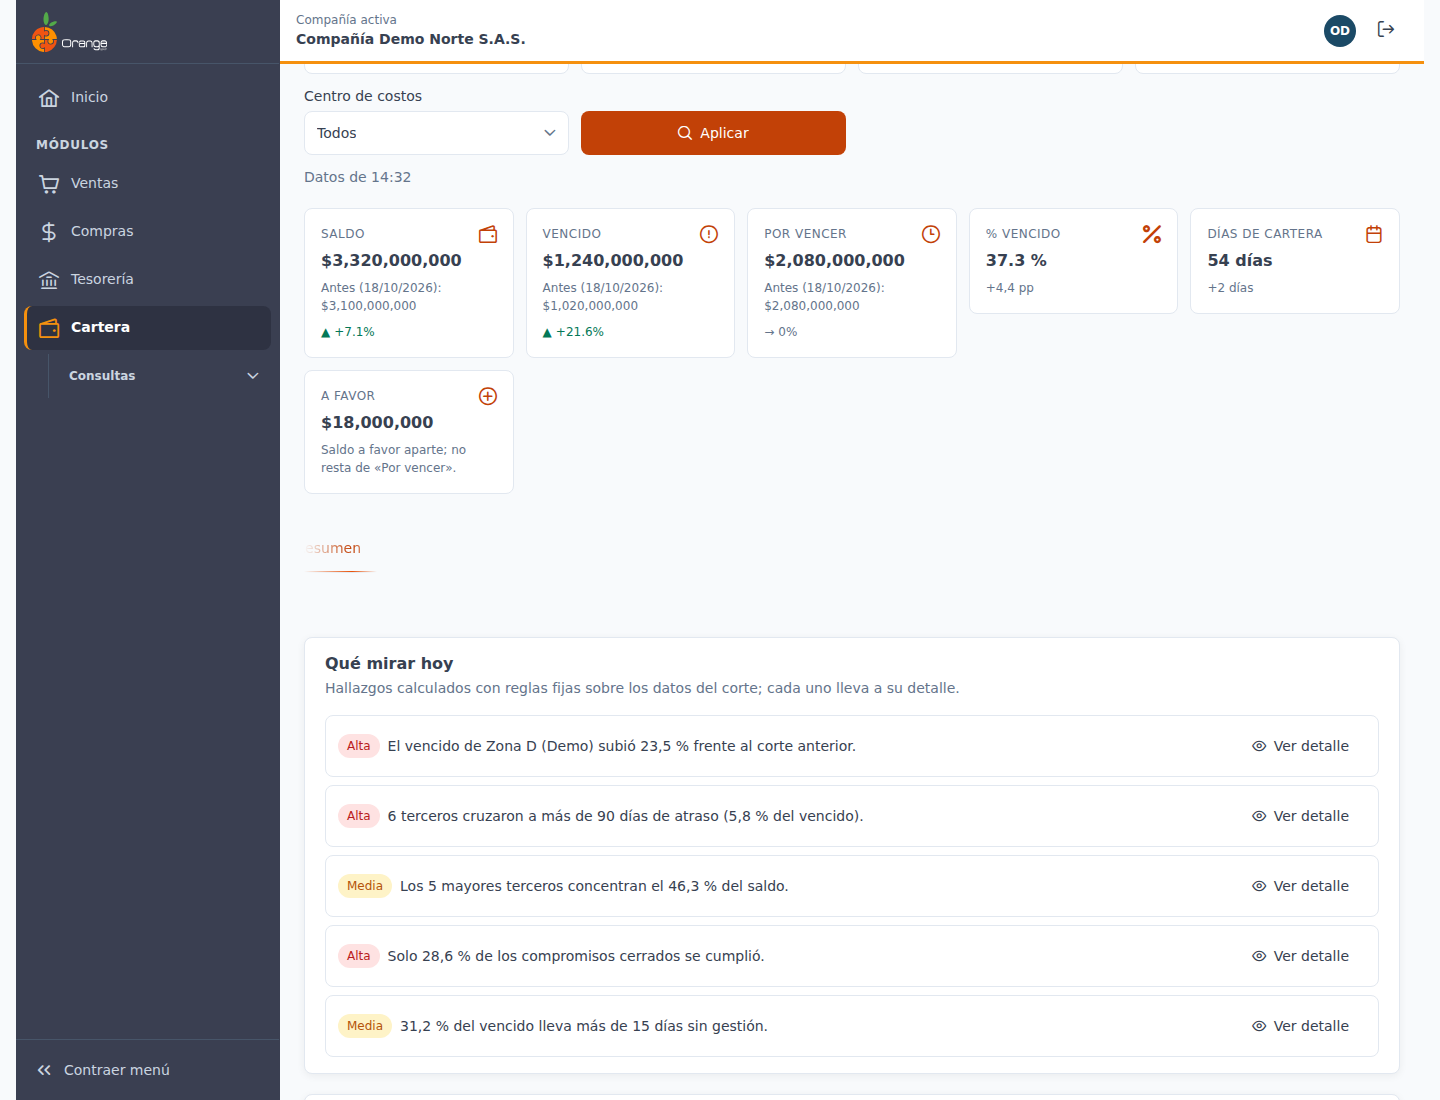 Orange
Compañía activa
Compañía Demo Norte S.A.S.
OD
Inicio
MÓDULOS
Ventas
Compras
Tesorería
Cartera
Consultas
Contraer menú
Centro de costos
Todos
Aplicar
Datos de 14:32
SALDO
$3,320,000,000
Antes (18/10/2026):
$3,100,000,000
▲ +7.1%
VENCIDO
$1,240,000,000
Antes (18/10/2026):
$1,020,000,000
▲ +21.6%
POR VENCER
$2,080,000,000
Antes (18/10/2026):
$2,080,000,000
→ 0%
% VENCIDO
37.3 %
+4,4 pp
DÍAS DE CARTERA
54 días
+2 días
A FAVOR
$18,000,000
Saldo a favor aparte; no
resta de «Por vencer».
esumen
Qué mirar hoy
Hallazgos calculados con reglas fijas sobre los datos del corte; cada uno lleva a su detalle.
Alta El vencido de Zona D (Demo) subió 23,5 % frente al corte anterior. Ver detalle
Alta 6 terceros cruzaron a más de 90 días de atraso (5,8 % del vencido). Ver detalle
Media Los 5 mayores terceros concentran el 46,3 % del saldo. Ver detalle
Alta Solo 28,6 % de los compromisos cerrados se cumplió. Ver detalle
Media 31,2 % del vencido lleva más de 15 días sin gestión. Ver detalle